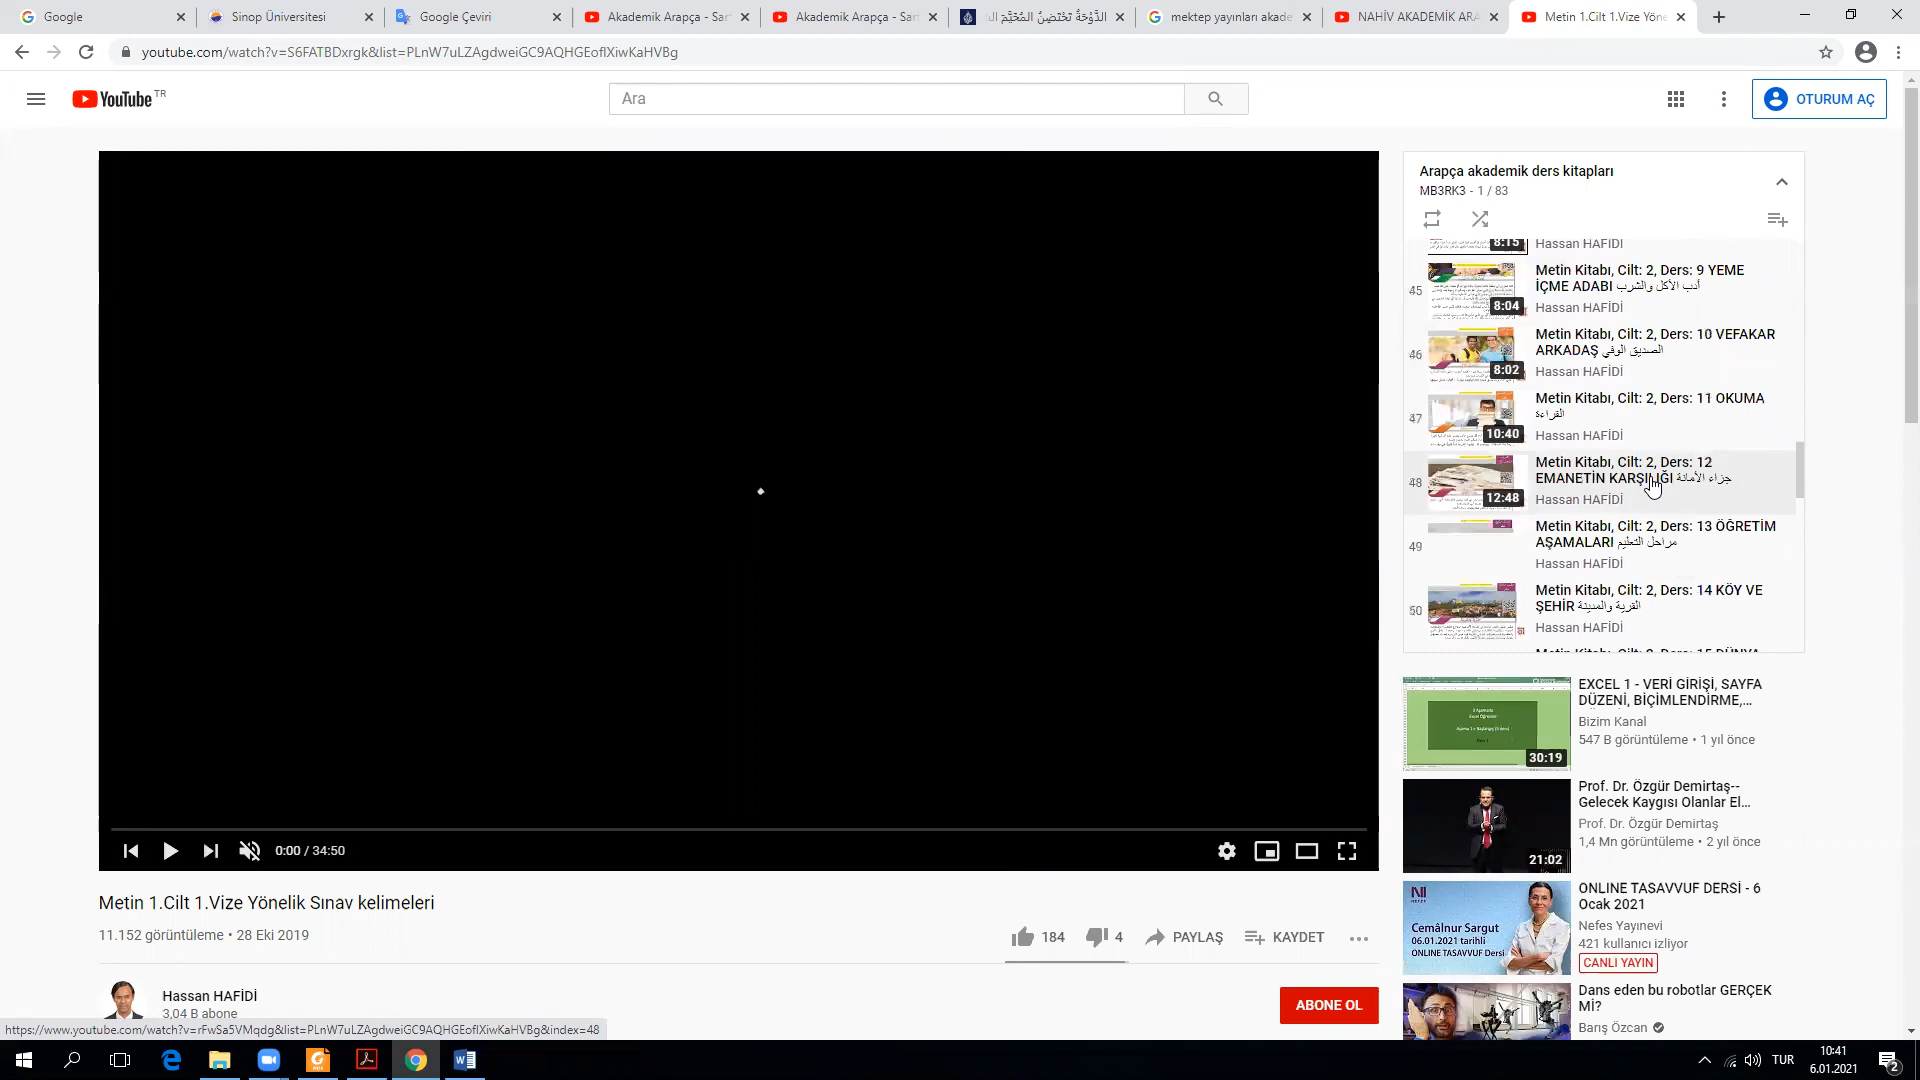 Google
Sinop Üniversitesi
Google Çeviri
Akademik Arapça - Sar
Akademik Arapça - Sar
mektep yayınları akade
NAHİV AKADEMİK ARA
Metin 1.Cilt 1.Vize Yöne
youtube.com/watch?v=S6FATBDxrgk&list=PLnW7uLZAgdweiGC9AQHGEoflXiwKaHVBg
YouTube TR
Ara
OTURUM AÇ
Arapça akademik ders kitapları
MB3RK3 - 1 / 83
8:15
Hassan HAFİDİ
45
8:04
Metin Kitabı, Cilt: 2, Ders: 9 YEME
İÇME ADABI أدب الأكل والشرب
Hassan HAFİDİ
46
8:02
Metin Kitabı, Cilt: 2, Ders: 10 VEFAKAR
ARKADAŞ الصديق الوفي
Hassan HAFİDİ
47
10:40
Metin Kitabı, Cilt: 2, Ders: 11 OKUMA
القراءة
Hassan HAFİDİ
48
12:48
Metin Kitabı, Cilt: 2, Ders: 12
EMANETİN KARŞILIĞI جزاء الأمانة
Hassan HAFİDİ
49
Metin Kitabı, Cilt: 2, Ders: 13 ÖĞRETİM
AŞAMALARI مراحل التعليم
Hassan HAFİDİ
50
Metin Kitabı, Cilt: 2, Ders: 14 KÖY VE
ŞEHİR القرية والمدينة
Hassan HAFİDİ
Metin Kitabı, Cilt: 2, Ders: 15 DÜNYA
0:00 / 34:50
Metin 1.Cilt 1.Vize Yönelik Sınav kelimeleri
11.152 görüntüleme • 28 Eki 2019
184
4
PAYLAŞ
KAYDET
Hassan HAFİDİ
3,04 B abone
ABONE OL
30:19
EXCEL 1 - VERİ GİRİŞİ, SAYFA
DÜZENİ, BİÇİMLENDİRME,...
Bizim Kanal
547 B görüntüleme • 1 yıl önce
21:02
Prof. Dr. Özgür Demirtaş--
Gelecek Kaygısı Olanlar El...
Prof. Dr. Özgür Demirtaş
1,4 Mn görüntüleme • 2 yıl önce
Cemâlnur Sargut
06.01.2021 tarihli
ONLINE TASAVVUF Dersi
ONLINE TASAVVUF DERSİ - 6
Ocak 2021
Nefes Yayınevi
421 kullanıcı izliyor
CANLI YAYIN
Dans eden bu robotlar GERÇEK
Mİ?
Barış Özcan
https://www.youtube.com/watch?v=rFwSa5VMqdg&list=PLnW7uLZAgdweiGC9AQHGEoflXiwKaHVBg&index=48
TUR
10:41
6.01.2021
2